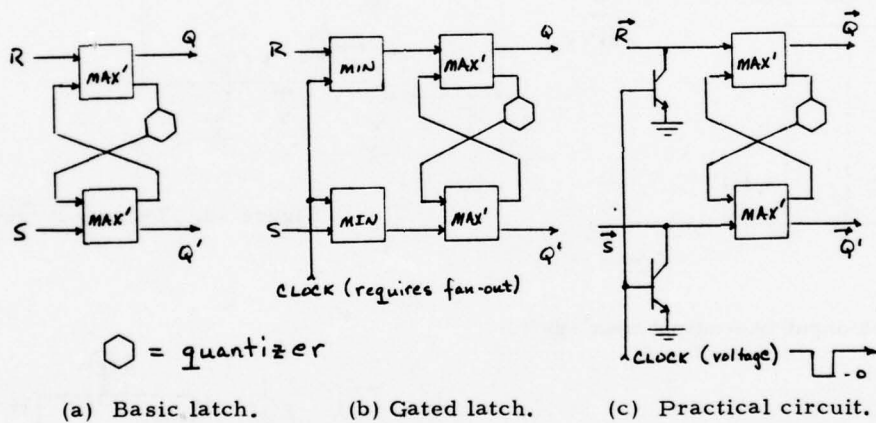 R
MAX'
Q
S
MAX'
Q'
⬡ = quantizer
(a) Basic latch.
R
MIN
MAX'
Q
S
MIN
MAX'
Q'
CLOCK (requires fan-out)
(b) Gated latch.
R
MAX'
Q
S
MAX'
Q'
CLOCK (voltage)
-0
(c) Practical circuit.